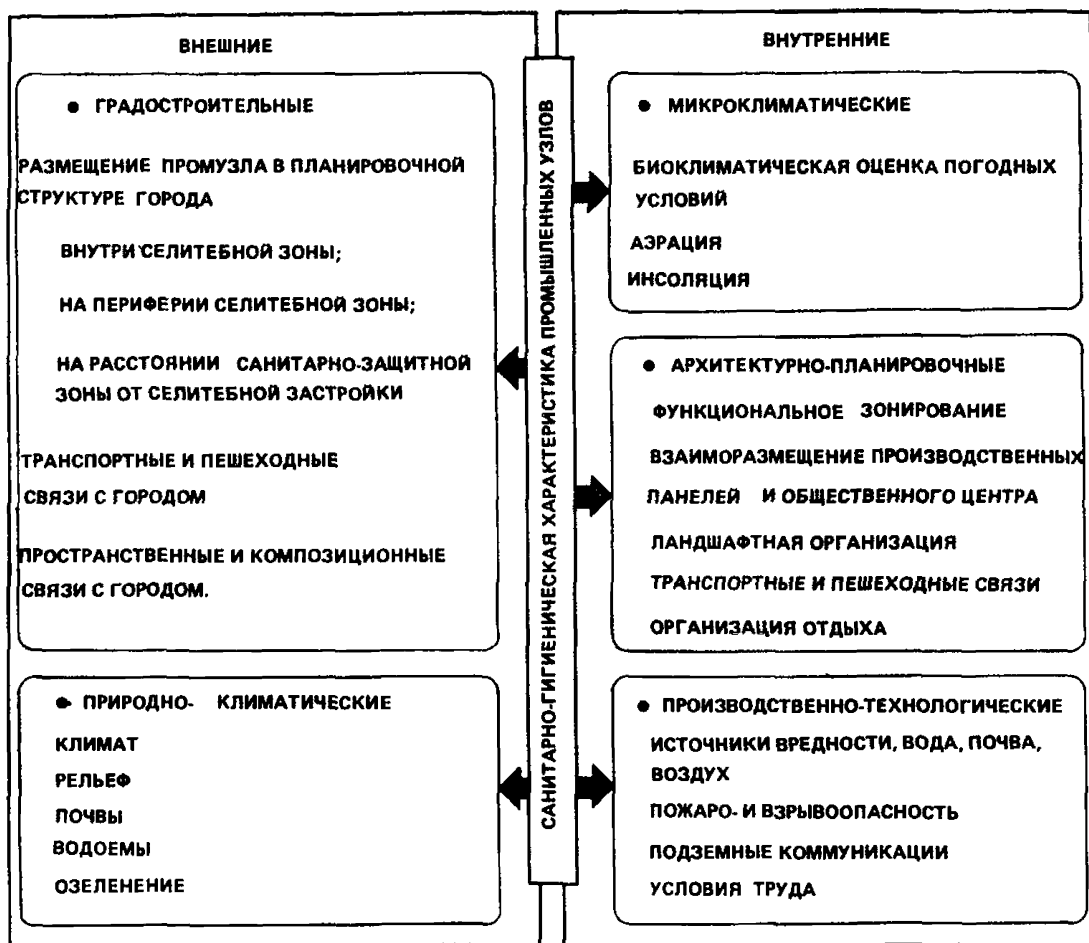 ВНЕШНИЕ
● ГРАДОСТРОИТЕЛЬНЫЕ
РАЗМЕЩЕНИЕ ПРОМУЗЛА В ПЛАНИРОВОЧНОЙ
СТРУКТУРЕ ГОРОДА
ВНУТРИ СЕЛИТЕБНОЙ ЗОНЫ;
НА ПЕРИФЕРИИ СЕЛИТЕБНОЙ ЗОНЫ;
НА РАССТОЯНИИ САНИТАРНО-ЗАЩИТНОЙ
ЗОНЫ ОТ СЕЛИТЕБНОЙ ЗАСТРОЙКИ
ТРАНСПОРТНЫЕ И ПЕШЕХОДНЫЕ
СВЯЗИ С ГОРОДОМ
ПРОСТРАНСТВЕННЫЕ И КОМПОЗИЦИОННЫЕ
СВЯЗИ С ГОРОДОМ.
● ПРИРОДНО- КЛИМАТИЧЕСКИЕ
КЛИМАТ
РЕЛЬЕФ
ПОЧВЫ
ВОДОЕМЫ
ОЗЕЛЕНЕНИЕ
САНИТАРНО-ГИГИЕНИЧЕСКАЯ ХАРАКТЕРИСТИКА ПРОМЫШЛЕННЫХ УЗЛОВ
ВНУТРЕННИЕ
● МИКРОКЛИМАТИЧЕСКИЕ
БИОКЛИМАТИЧЕСКАЯ ОЦЕНКА ПОГОДНЫХ
УСЛОВИЙ
АЭРАЦИЯ
ИНСОЛЯЦИЯ
● АРХИТЕКТУРНО-ПЛАНИРОВОЧНЫЕ
ФУНКЦИОНАЛЬНОЕ ЗОНИРОВАНИЕ
ВЗАИМОРАЗМЕЩЕНИЕ ПРОИЗВОДСТВЕННЫХ
ПАНЕЛЕЙ И ОБЩЕСТВЕННОГО ЦЕНТРА
ЛАНДШАФТНАЯ ОРГАНИЗАЦИЯ
ТРАНСПОРТНЫЕ И ПЕШЕХОДНЫЕ СВЯЗИ
ОРГАНИЗАЦИЯ ОТДЫХА
● ПРОИЗВОДСТВЕННО-ТЕХНОЛОГИЧЕСКИЕ
ИСТОЧНИКИ ВРЕДНОСТИ, ВОДА, ПОЧВА,
ВОЗДУХ
ПОЖАРО- И ВЗРЫВООПАСНОСТЬ
ПОДЗЕМНЫЕ КОММУНИКАЦИИ
УСЛОВИЯ ТРУДА